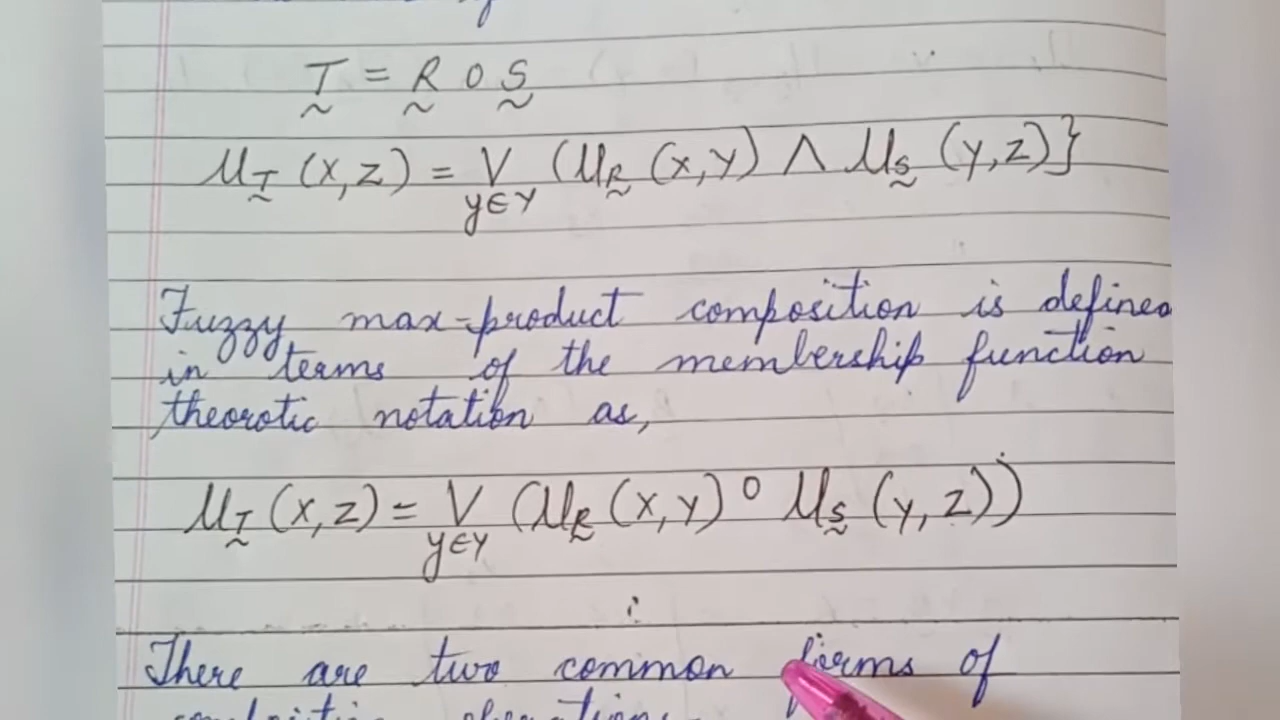 T = R o S
μT (x,z) = V (μR (x,y) ∧ μS (y,z)}
y∈Y
Fuzzy max-product composition is defined
in terms of the membership function
theorotic notation as,
μT (x,z) = V (μR (x,y) o μS (y,z))
y∈Y
There are two common forms of